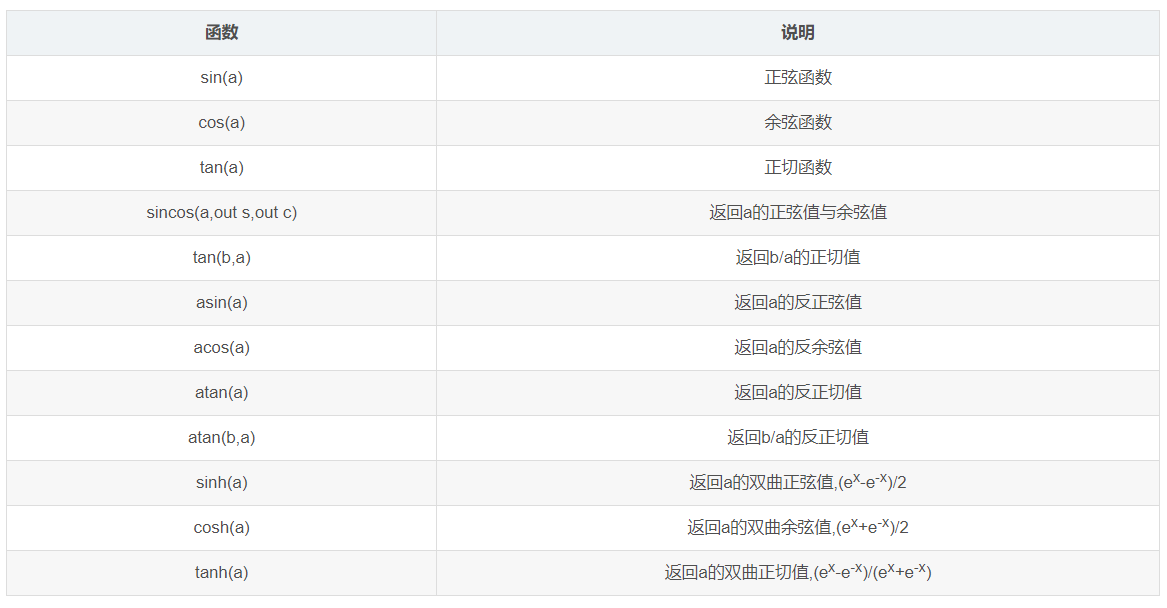 函数 说明
sin(a) 正弦函数
cos(a) 余弦函数
tan(a) 正切函数
sincos(a,out s,out c) 返回a的正弦值与余弦值
tan(b,a) 返回b/a的正切值
asin(a) 返回a的反正弦值
acos(a) 返回a的反余弦值
atan(a) 返回a的反正切值
atan(b,a) 返回b/a的反正切值
sinh(a) 返回a的双曲正弦值,(eˣ-e⁻ˣ)/2
cosh(a) 返回a的双曲余弦值,(eˣ+e⁻ˣ)/2
tanh(a) 返回a的双曲正切值,(eˣ-e⁻ˣ)/(eˣ+e⁻ˣ)